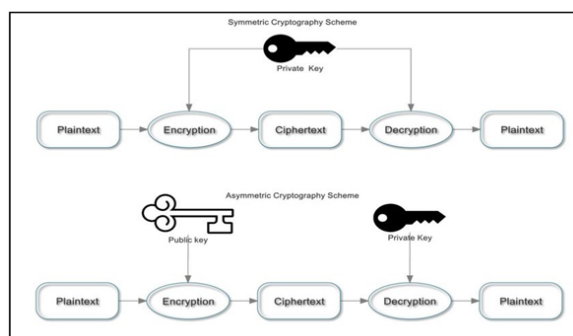 Symmetric Cryptography Scheme
Private Key
Plaintext Encryption Ciphertext Decryption Plaintext
Asymmetric Cryptography Scheme
Public key Private Key
Plaintext Encryption Ciphertext Decryption Plaintext